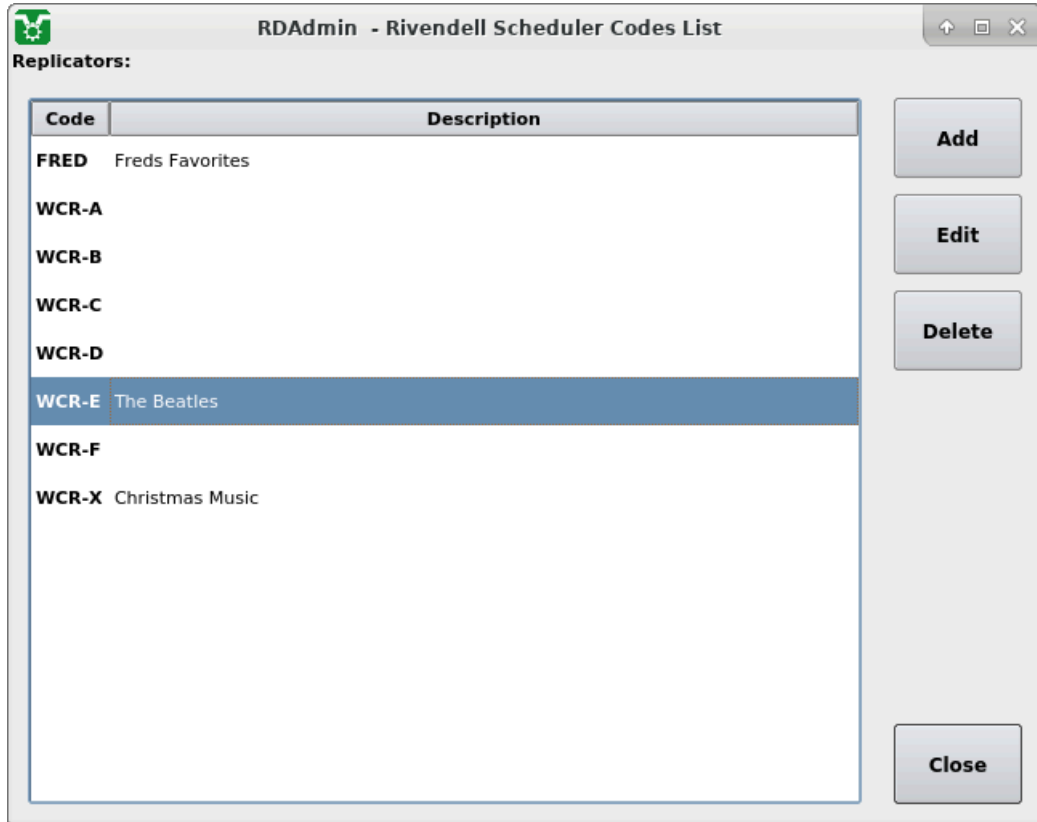 RDAdmin - Rivendell Scheduler Codes List
Replicators:
Code Description
FRED Freds Favorites
WCR-A
WCR-B
WCR-C
WCR-D
WCR-E The Beatles
WCR-F
WCR-X Christmas Music
Add
Edit
Delete
Close